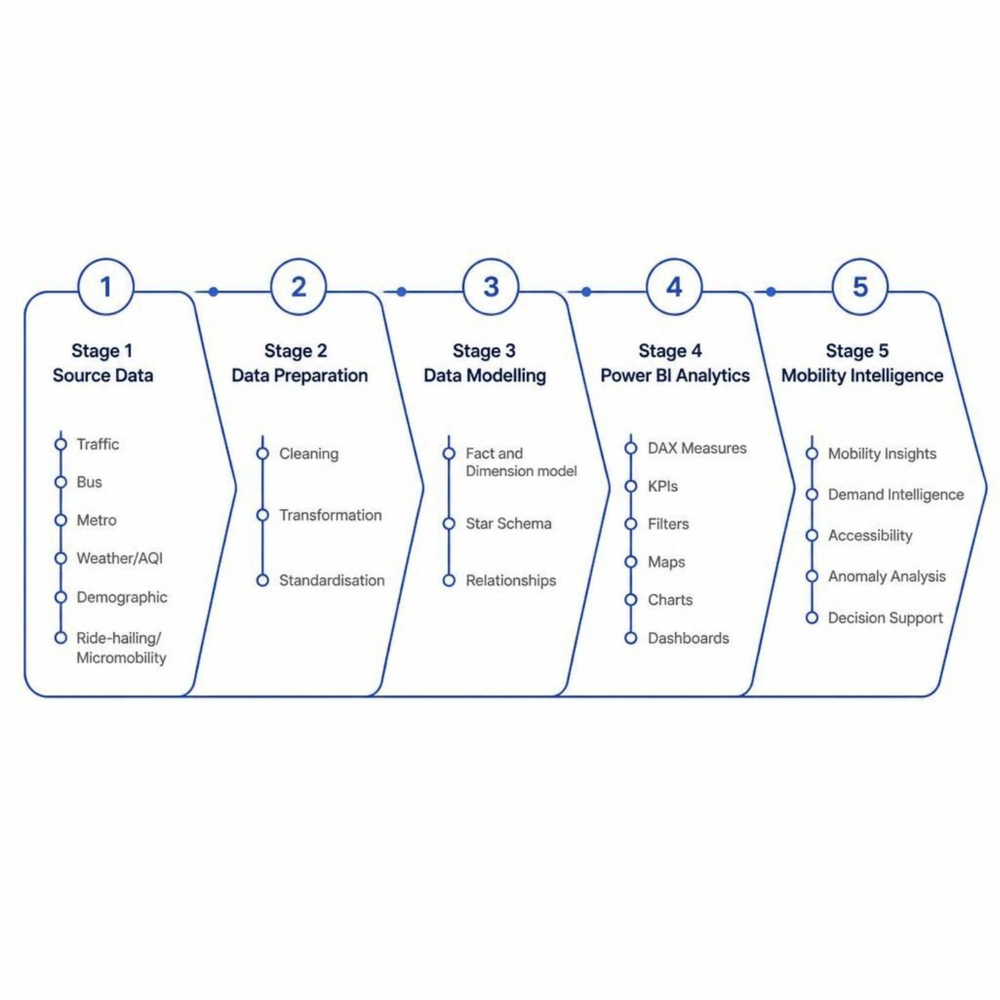 1
Stage 1
Source Data
Traffic
Bus
Metro
Weather/AQI
Demographic
Ride-hailing/
Micromobility
2
Stage 2
Data Preparation
Cleaning
Transformation
Standardisation
3
Stage 3
Data Modelling
Fact and
Dimension model
Star Schema
Relationships
4
Stage 4
Power BI Analytics
DAX Measures
KPIs
Filters
Maps
Charts
Dashboards
5
Stage 5
Mobility Intelligence
Mobility Insights
Demand Intelligence
Accessibility
Anomaly Analysis
Decision Support